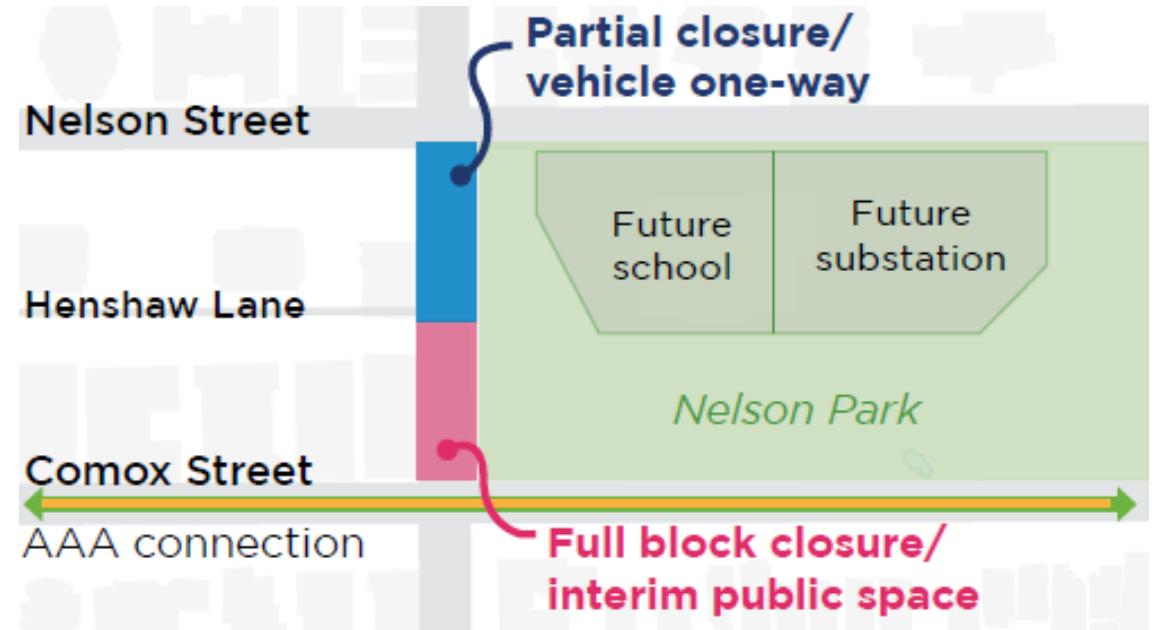 Partial closure/
vehicle one-way
Nelson Street
Future
school
Future
substation
Henshaw Lane
Nelson Park
Comox Street
AAA connection
Full block closure/
interim public space